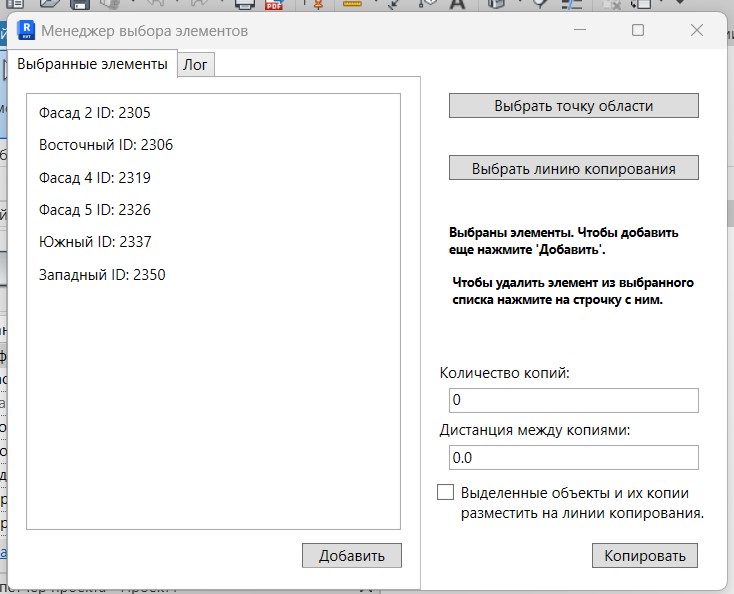 Менеджер выбора элементов
Выбранные элементы
Лог
Фасад 2 ID: 2305
Восточный ID: 2306
Фасад 4 ID: 2319
Фасад 5 ID: 2326
Южный ID: 2337
Западный ID: 2350
Добавить
Выбрать точку области
Выбрать линию копирования
Выбраны элементы. Чтобы добавить
еще нажмите 'Добавить'.
Чтобы удалить элемент из выбранного
списка нажмите на строчку с ним.
Количество копий:
0
Дистанция между копиями:
0.0
Выделенные объекты и их копии
разместить на линии копирования.
Копировать